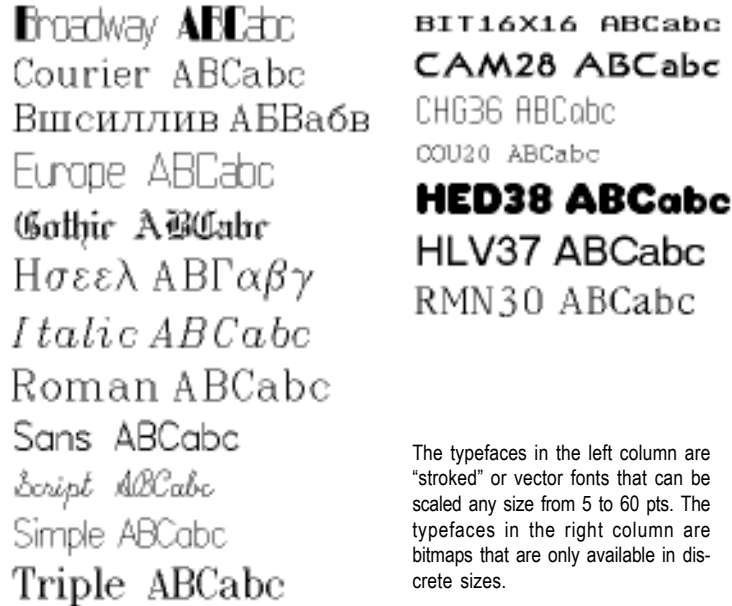 Broadway ABCabc
Courier ABCabc
Вшсиллив АБВабв
Europe ABCabc
Gothic ABCabc
Ησεελ ΑΒΓαβγ
Italic ABCabc
Roman ABCabc
Sans ABCabc
Script ABCabc
Simple ABCabc
Triple ABCabc
BIT16X16 ABCabc
CAM28 ABCabc
CHG36 ABCabc
COU20 ABCabc
HED38 ABCabc
HLV37 ABCabc
RMN30 ABCabc
The typefaces in the left column are
“stroked” or vector fonts that can be
scaled any size from 5 to 60 pts. The
typefaces in the right column are
bitmaps that are only available in dis-
crete sizes.